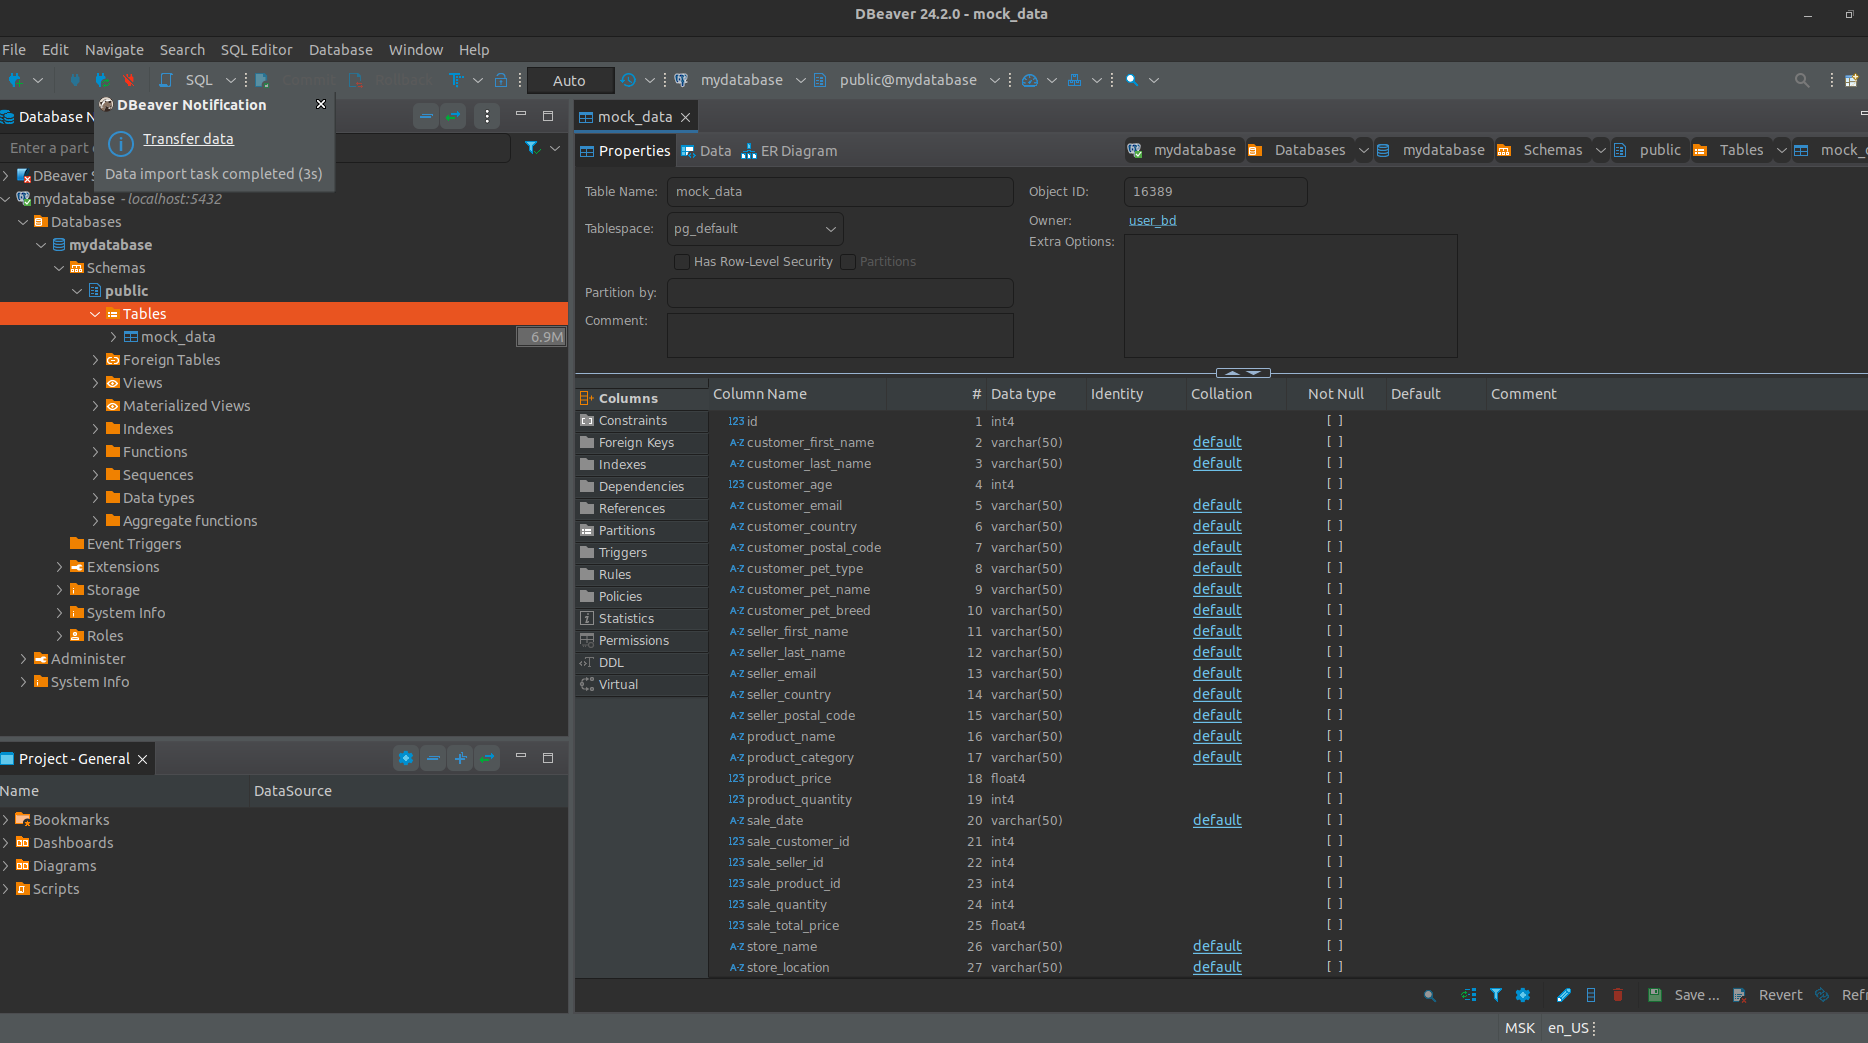 DBeaver 24.2.0 - mock_data
File Edit Navigate Search SQL Editor Database Window Help
SQL Auto mydatabase public@mydatabase
Database N
DBeaver Notification
Transfer data
Data import task completed (3s)
Enter a part
DBeaver S
mydatabase - localhost:5432
Databases
mydatabase
Schemas
public
Tables
mock_data 6.9M
Foreign Tables
Views
Materialized Views
Indexes
Functions
Sequences
Data types
Aggregate functions
Event Triggers
Extensions
Storage
System Info
Roles
Administer
System Info
Project - General
Name DataSource
Bookmarks
Dashboards
Diagrams
Scripts
mock_data
Properties Data ER Diagram mydatabase Databases mydatabase Schemas public Tables mock_
Table Name: mock_data Object ID: 16389
Tablespace: pg_default Owner: user_bd
Has Row-Level Security Partitions Extra Options:
Partition by:
Comment:
Columns
Constraints
Foreign Keys
Indexes
Dependencies
References
Partitions
Triggers
Rules
Policies
Statistics
Permissions
DDL
Virtual
Column Name # Data type Identity Collation Not Null Default Comment
123 id 1 int4 [ ]
A-Z customer_first_name 2 varchar(50) default [ ]
A-Z customer_last_name 3 varchar(50) default [ ]
123 customer_age 4 int4 [ ]
A-Z customer_email 5 varchar(50) default [ ]
A-Z customer_country 6 varchar(50) default [ ]
A-Z customer_postal_code 7 varchar(50) default [ ]
A-Z customer_pet_type 8 varchar(50) default [ ]
A-Z customer_pet_name 9 varchar(50) default [ ]
A-Z customer_pet_breed 10 varchar(50) default [ ]
A-Z seller_first_name 11 varchar(50) default [ ]
A-Z seller_last_name 12 varchar(50) default [ ]
A-Z seller_email 13 varchar(50) default [ ]
A-Z seller_country 14 varchar(50) default [ ]
A-Z seller_postal_code 15 varchar(50) default [ ]
A-Z product_name 16 varchar(50) default [ ]
A-Z product_category 17 varchar(50) default [ ]
123 product_price 18 float4 [ ]
123 product_quantity 19 int4 [ ]
A-Z sale_date 20 varchar(50) default [ ]
123 sale_customer_id 21 int4 [ ]
123 sale_seller_id 22 int4 [ ]
123 sale_product_id 23 int4 [ ]
123 sale_quantity 24 int4 [ ]
123 sale_total_price 25 float4 [ ]
A-Z store_name 26 varchar(50) default [ ]
A-Z store_location 27 varchar(50) default [ ]
Save ... Revert Refr
MSK en_US